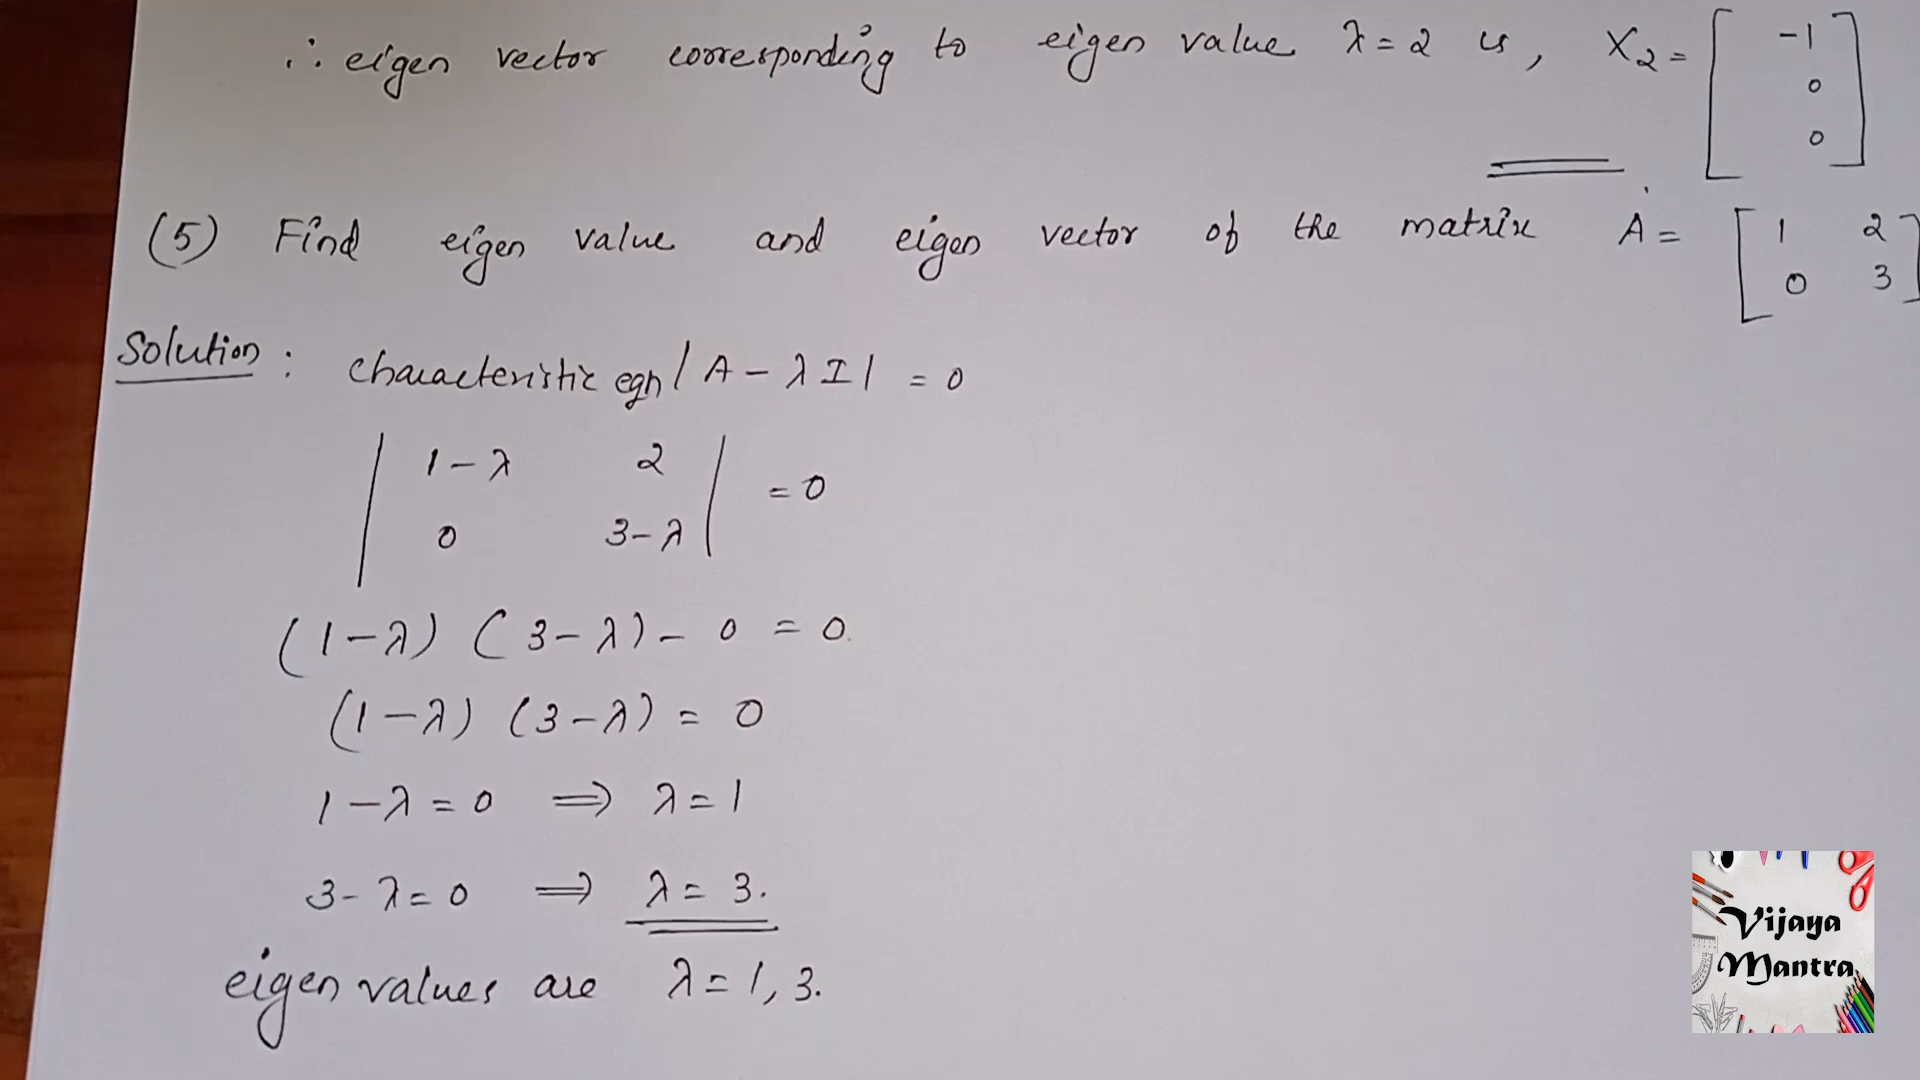 ∴ eigen vector corresponding to eigen value λ = 2 is, X₂ = [ -1 0 0 ]
(5) Find eigen value and eigen vector of the matrix A = [ 1 2
0 3 ]
Solution : characteristic eqn | A - λI | = 0
| 1-λ 2
0 3-λ | = 0
(1-λ) (3-λ) - 0 = 0.
(1-λ) (3-λ) = 0
1-λ = 0 ⟹ λ = 1
3-λ = 0 ⟹ λ = 3.
eigen values are λ = 1, 3.
Vijaya
Mantra